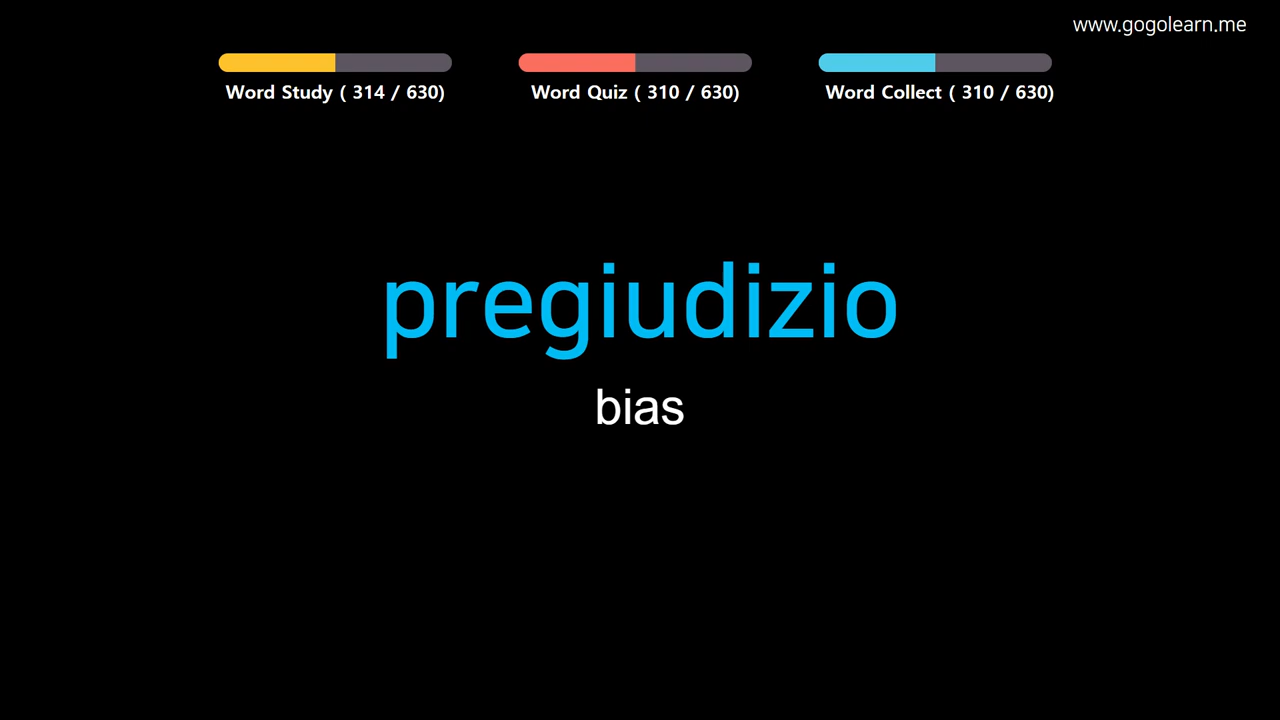 www.gogolearn.me
Word Study ( 314 / 630)
Word Quiz ( 310 / 630)
Word Collect ( 310 / 630)
pregiudizio
bias